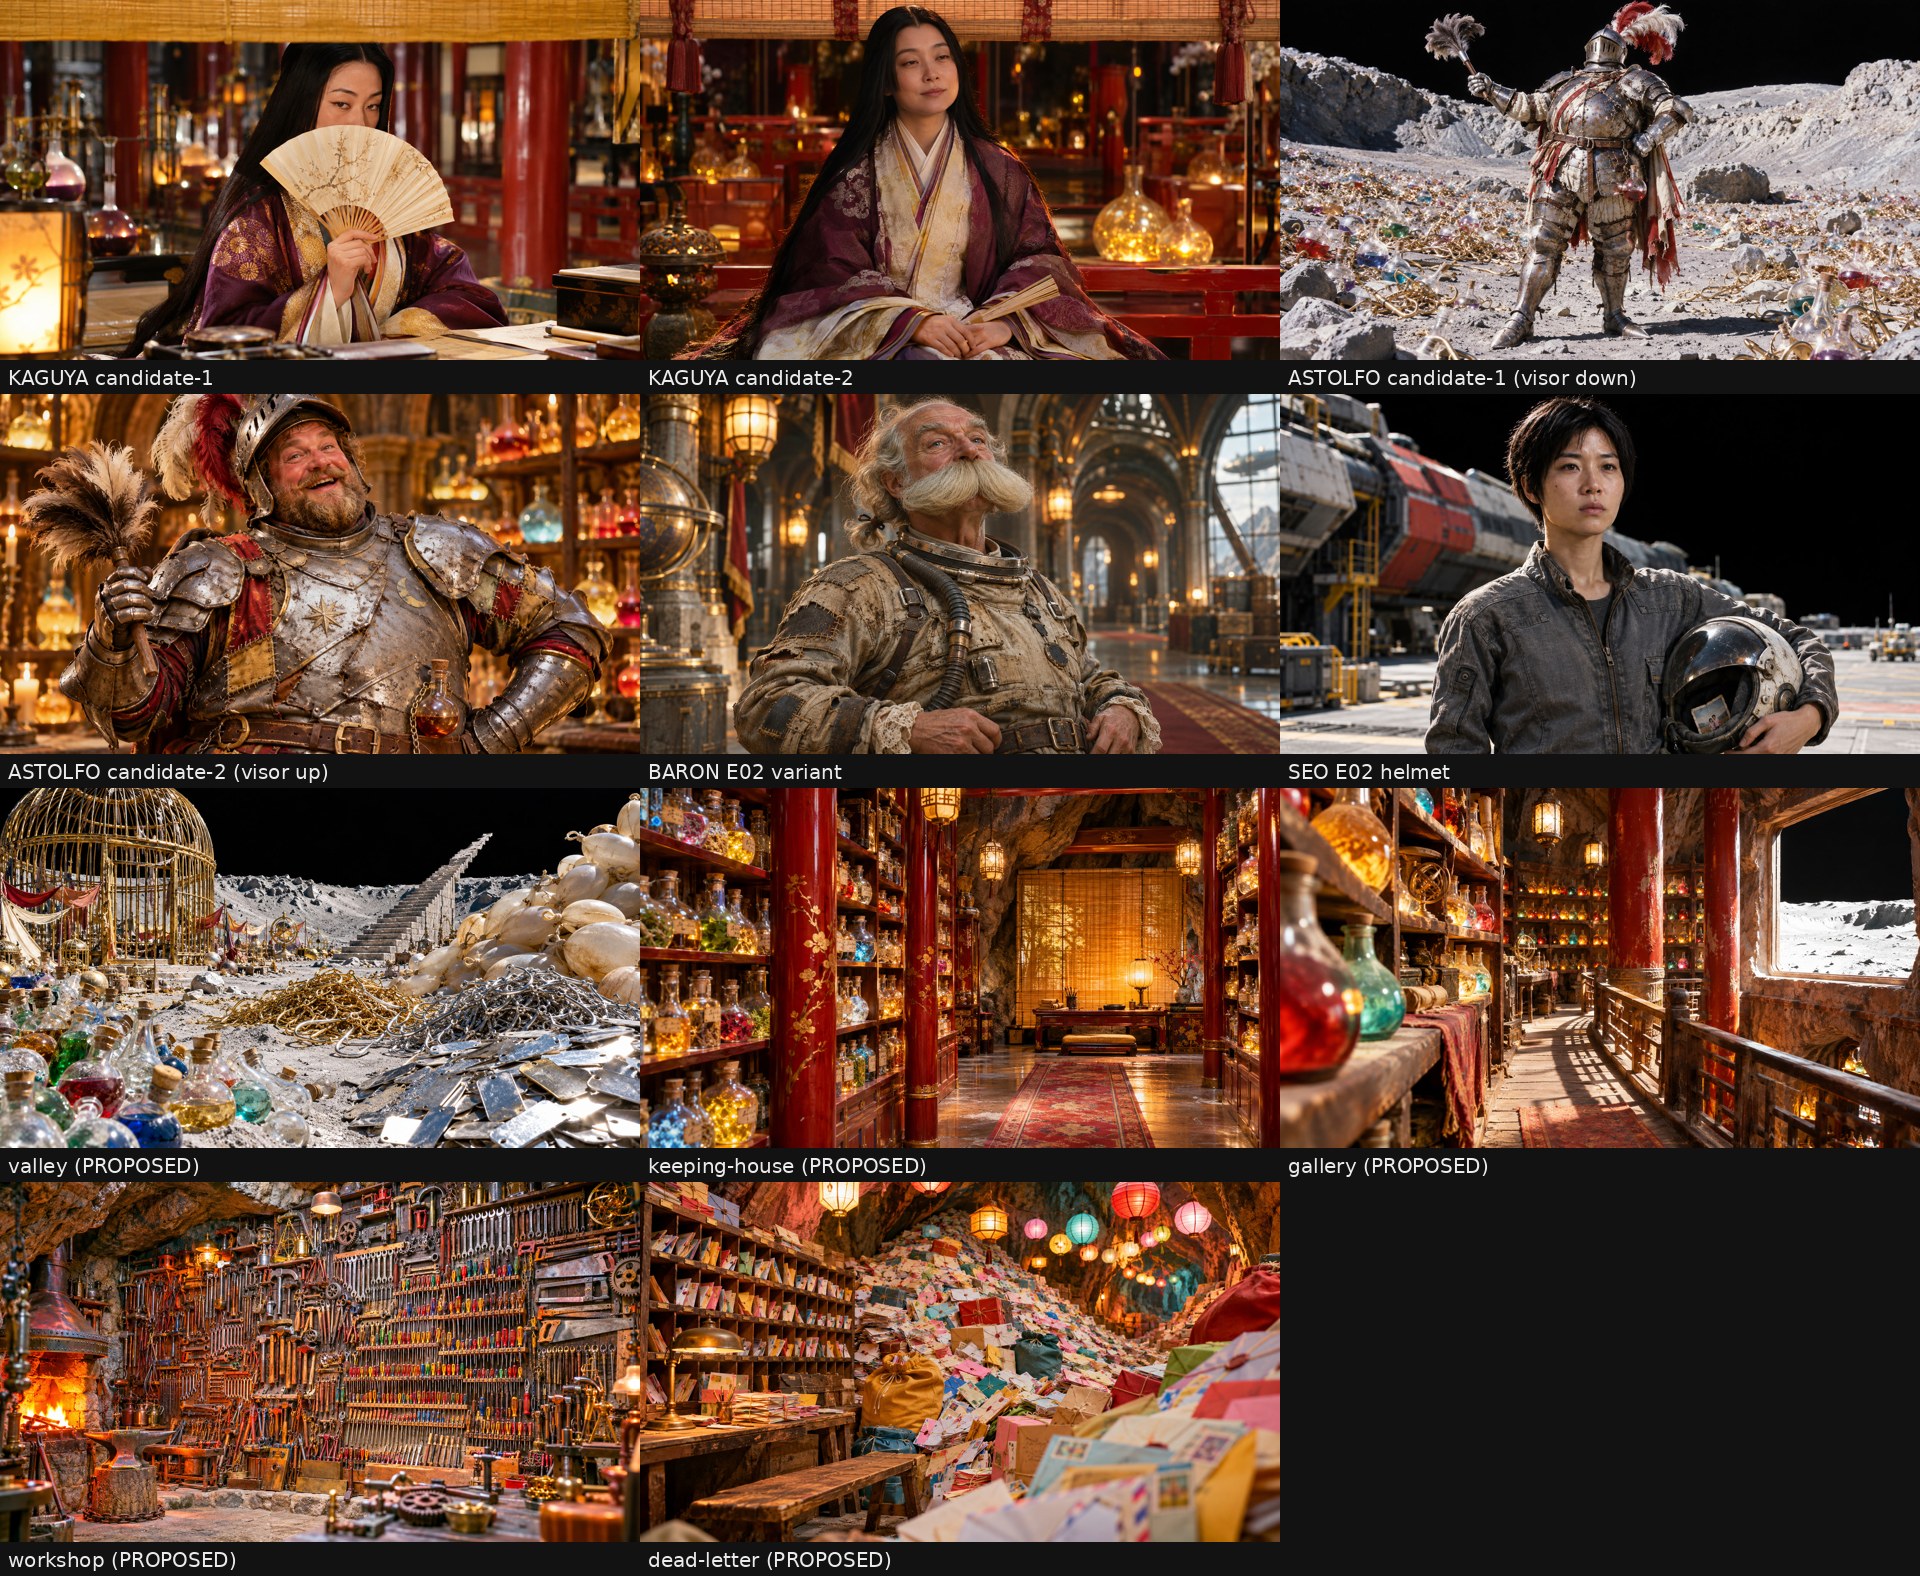 KAGUYA candidate-1
KAGUYA candidate-2
ASTOLFO candidate-1 (visor down)
ASTOLFO candidate-2 (visor up)
BARON E02 variant
SEO E02 helmet
valley (PROPOSED)
keeping-house (PROPOSED)
gallery (PROPOSED)
workshop (PROPOSED)
dead-letter (PROPOSED)